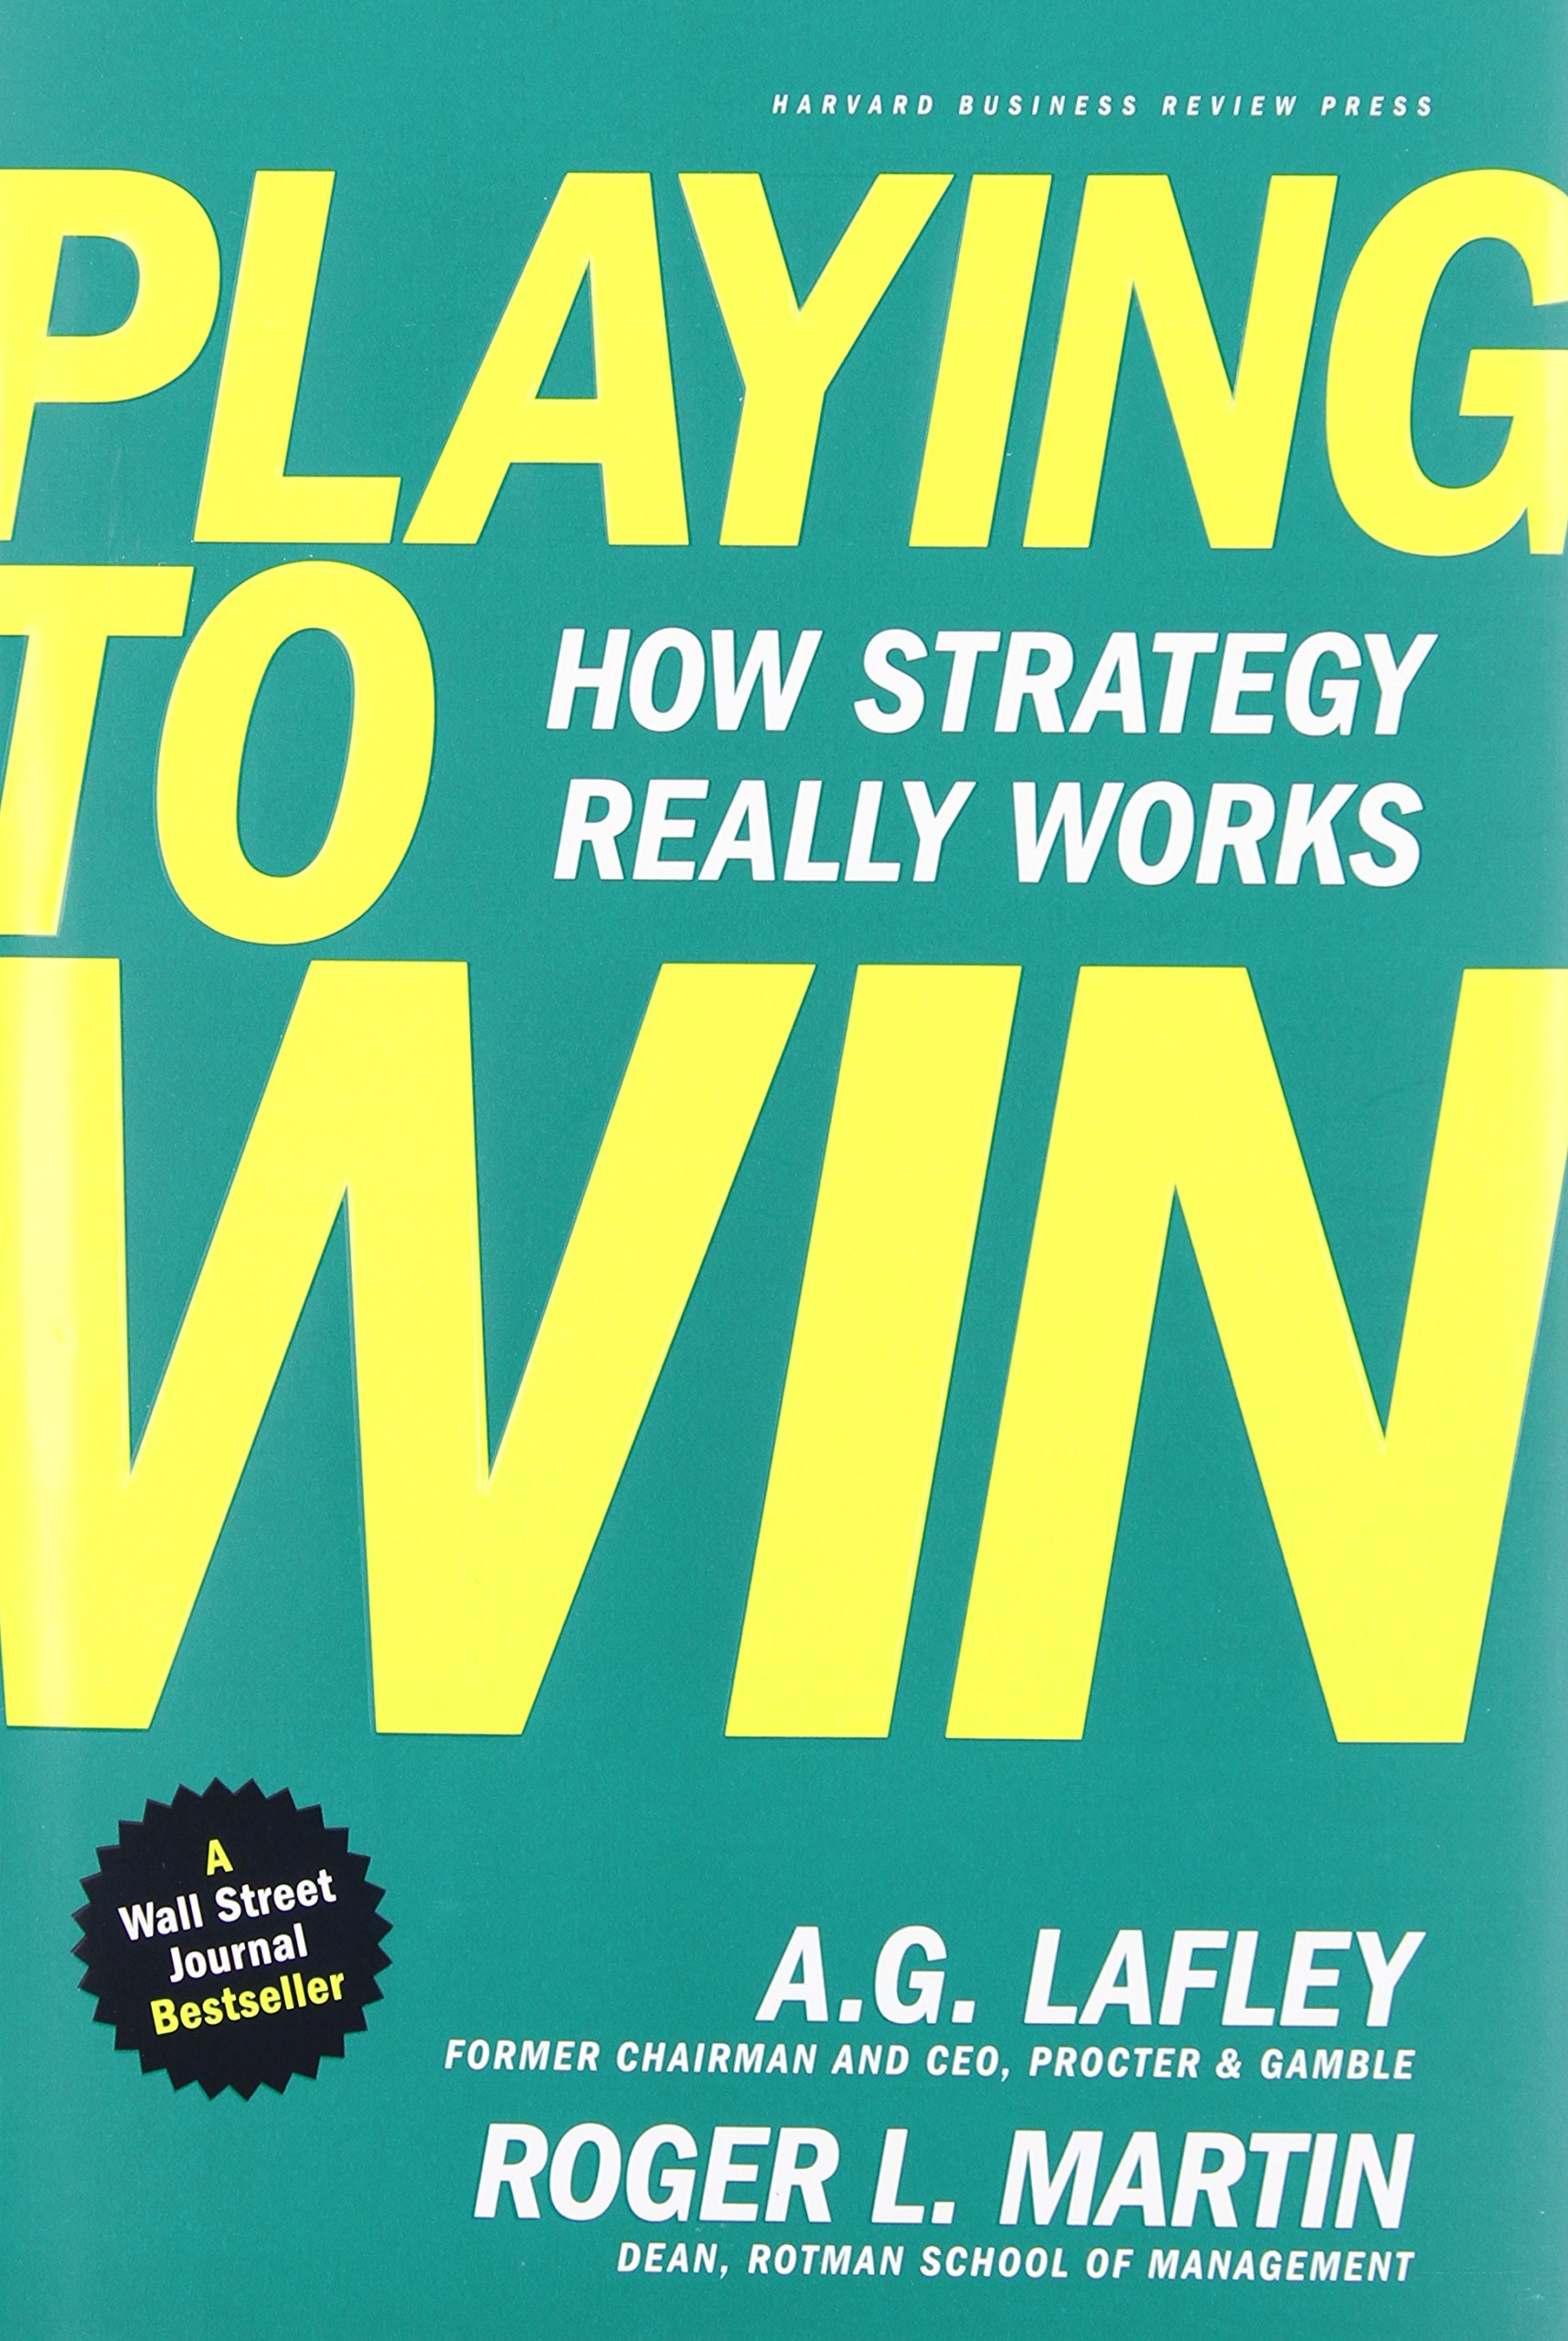 HARVARD BUSINESS REVIEW PRESS
PLAYING
TO
HOW STRATEGY
REALLY WORKS
WIN
A
Wall Street
Journal
Bestseller
A.G. LAFLEY
FORMER CHAIRMAN AND CEO, PROCTER & GAMBLE
ROGER L. MARTIN
DEAN, ROTMAN SCHOOL OF MANAGEMENT